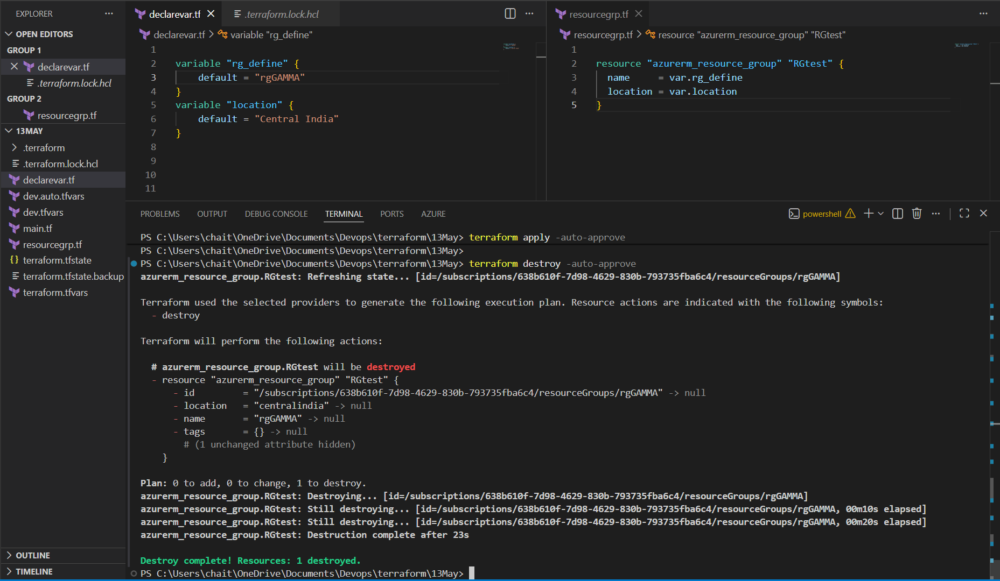 EXPLORER
OPEN EDITORS
GROUP 1
declarevar.tf
.terraform.lock.hcl
GROUP 2
resourcegrp.tf
13MAY
.terraform
.terraform.lock.hcl
declarevar.tf
dev.auto.tfvars
dev.tfvars
main.tf
resourcegrp.tf
{} terraform.tfstate
terraform.tfstate.backup
terraform.tfvars
OUTLINE
TIMELINE
declarevar.tf
.terraform.lock.hcl
declarevar.tf > variable "rg_define"
1
2 variable "rg_define" {
3 default = "rgGAMMA"
4 }
5 variable "location" {
6 default = "Central India"
7 }
8
9
10
11
resourcegrp.tf
resourcegrp.tf > resource "azurerm_resource_group" "RGtest"
1
2 resource "azurerm_resource_group" "RGtest" {
3 name = var.rg_define
4 location = var.location
5 }
PROBLEMS OUTPUT DEBUG CONSOLE TERMINAL PORTS AZURE
powershell
PS C:\Users\chait\OneDrive\Documents\Devops\terraform\13May> terraform apply -auto-approve
PS C:\Users\chait\OneDrive\Documents\Devops\terraform\13May>
PS C:\Users\chait\OneDrive\Documents\Devops\terraform\13May> terraform destroy -auto-approve
azurerm_resource_group.RGtest: Refreshing state... [id=/subscriptions/638b610f-7d98-4629-830b-793735fba6c4/resourceGroups/rgGAMMA]
Terraform used the selected providers to generate the following execution plan. Resource actions are indicated with the following symbols:
- destroy
Terraform will perform the following actions:
# azurerm_resource_group.RGtest will be destroyed
- resource "azurerm_resource_group" "RGtest" {
- id = "/subscriptions/638b610f-7d98-4629-830b-793735fba6c4/resourceGroups/rgGAMMA" -> null
- location = "centralindia" -> null
- name = "rgGAMMA" -> null
- tags = {} -> null
# (1 unchanged attribute hidden)
}
Plan: 0 to add, 0 to change, 1 to destroy.
azurerm_resource_group.RGtest: Destroying... [id=/subscriptions/638b610f-7d98-4629-830b-793735fba6c4/resourceGroups/rgGAMMA]
azurerm_resource_group.RGtest: Still destroying... [id=/subscriptions/638b610f-7d98-4629-830b-793735fba6c4/resourceGroups/rgGAMMA, 00m10s elapsed]
azurerm_resource_group.RGtest: Still destroying... [id=/subscriptions/638b610f-7d98-4629-830b-793735fba6c4/resourceGroups/rgGAMMA, 00m20s elapsed]
azurerm_resource_group.RGtest: Destruction complete after 23s
Destroy complete! Resources: 1 destroyed.
PS C:\Users\chait\OneDrive\Documents\Devops\terraform\13May>